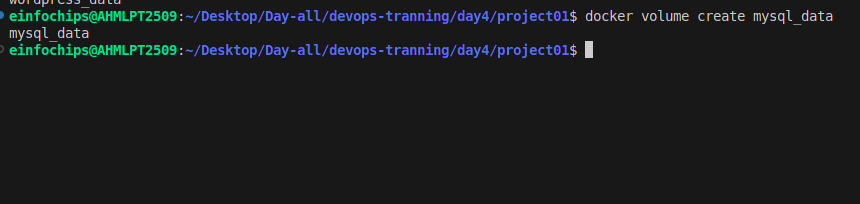 wordpress_data
einfochips@AHMLPT2509:~/Desktop/Day-all/devops-tranning/day4/project01$ docker volume create mysql_data
mysql_data
einfochips@AHMLPT2509:~/Desktop/Day-all/devops-tranning/day4/project01$